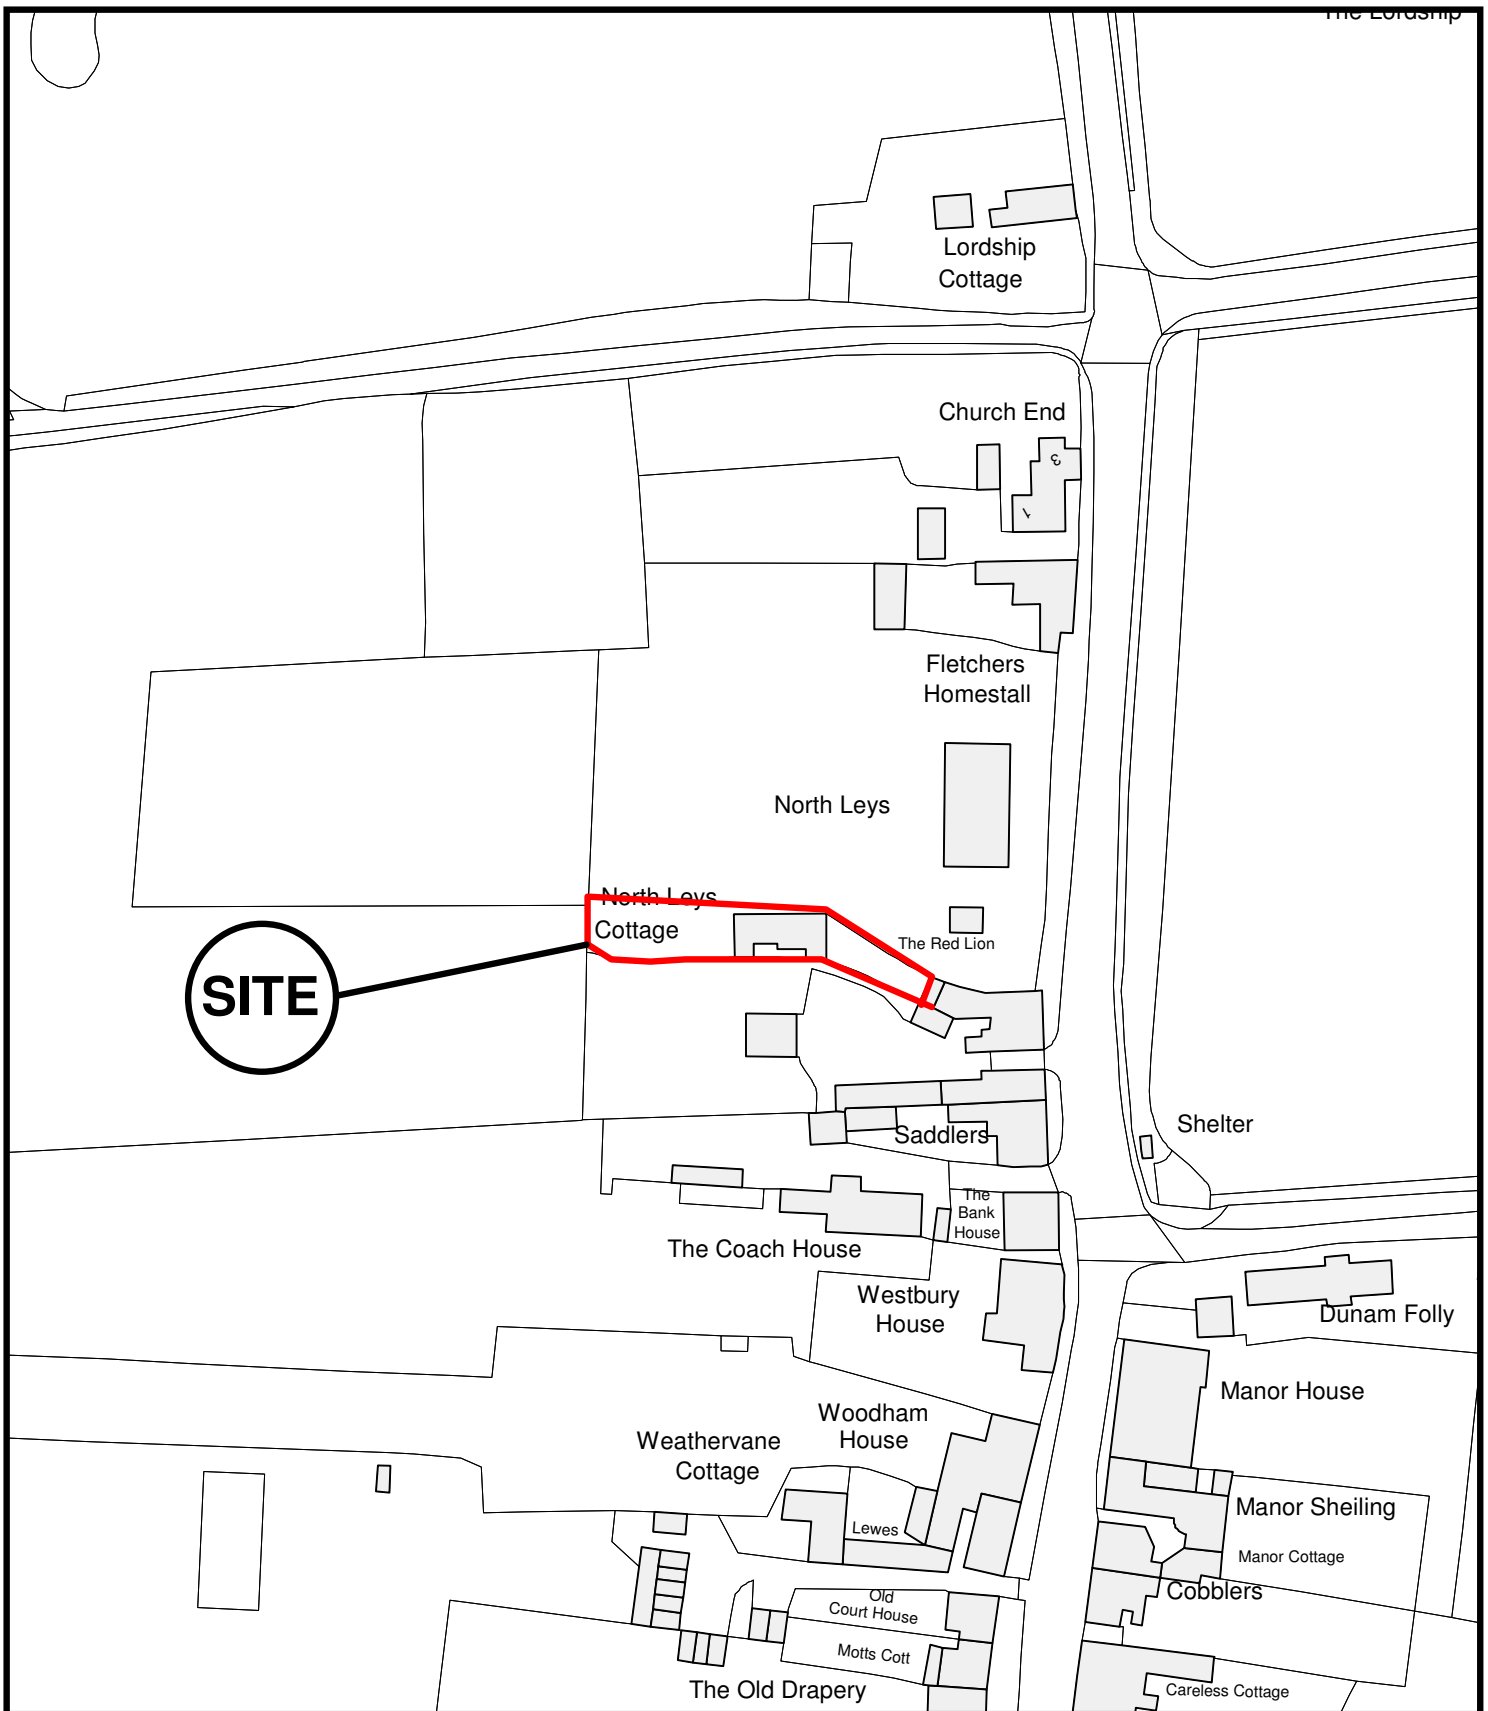 The Lordship
Lordship
Cottage
Church End
3
1
Fletchers
Homestall
North Leys
North Leys
Cottage
The Red Lion
SITE
Shelter
Saddlers
The
Bank
House
The Coach House
Westbury
House
Dunam Folly
Manor House
Woodham
House
Weathervane
Cottage
Manor Sheiling
Lewes
Manor Cottage
Cobblers
Old
Court House
Motts Cott
The Old Drapery
Careless Cottage